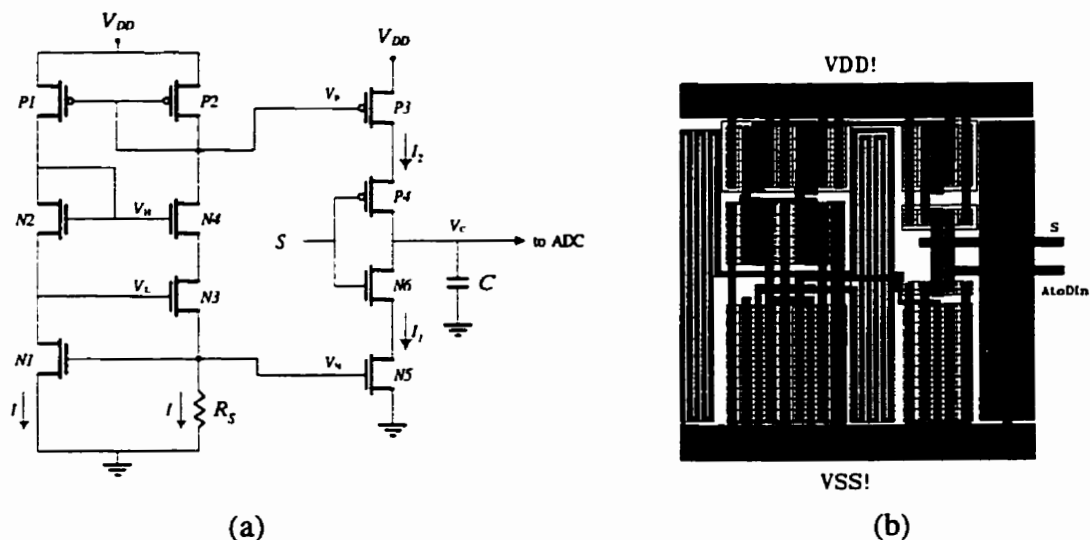 V_DD
V_DD
P1
P2
V_P
P3
I_2
P4
N2
V_H
N4
S
V_C
to ADC
N6
C
V_L
N3
I_1
N1
N5
I
I
R_S
(a)
VDD!
S
AtoDIn
VSS!
(b)